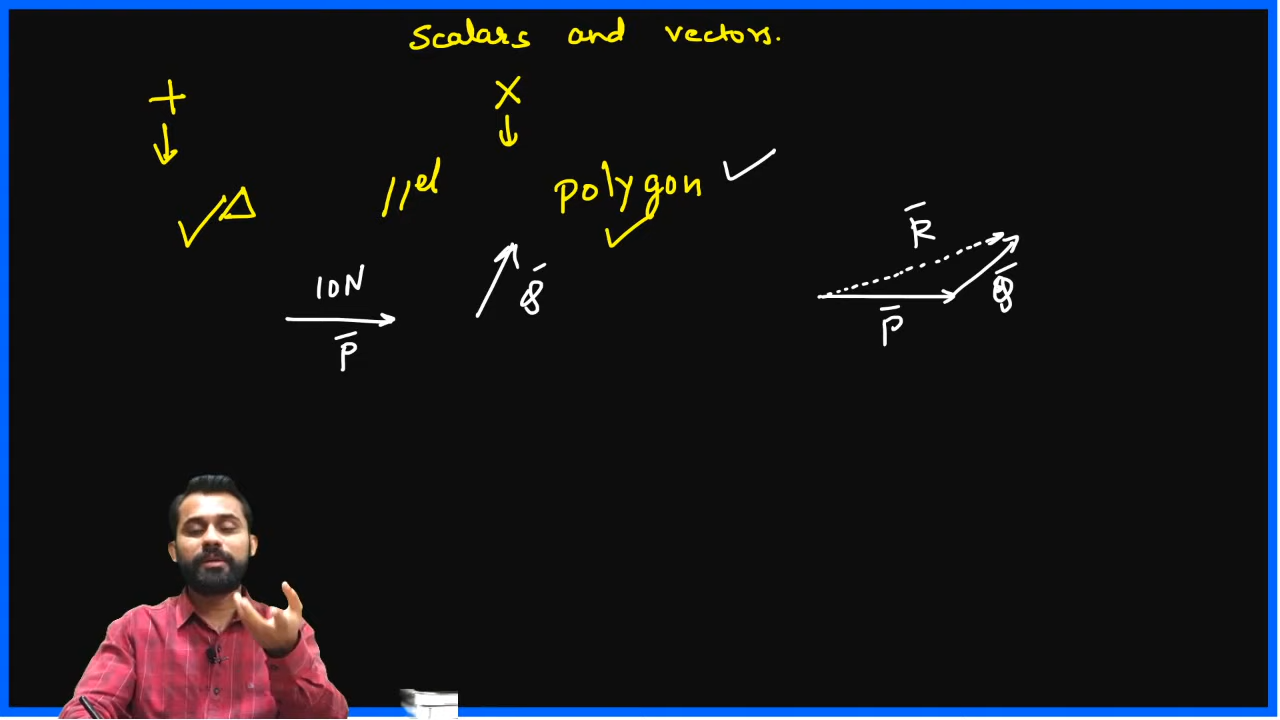 Scalars and vectors.
+ ×
Δ //el polygon
10N
P̄ Q̄
R̄
P̄ Q̄